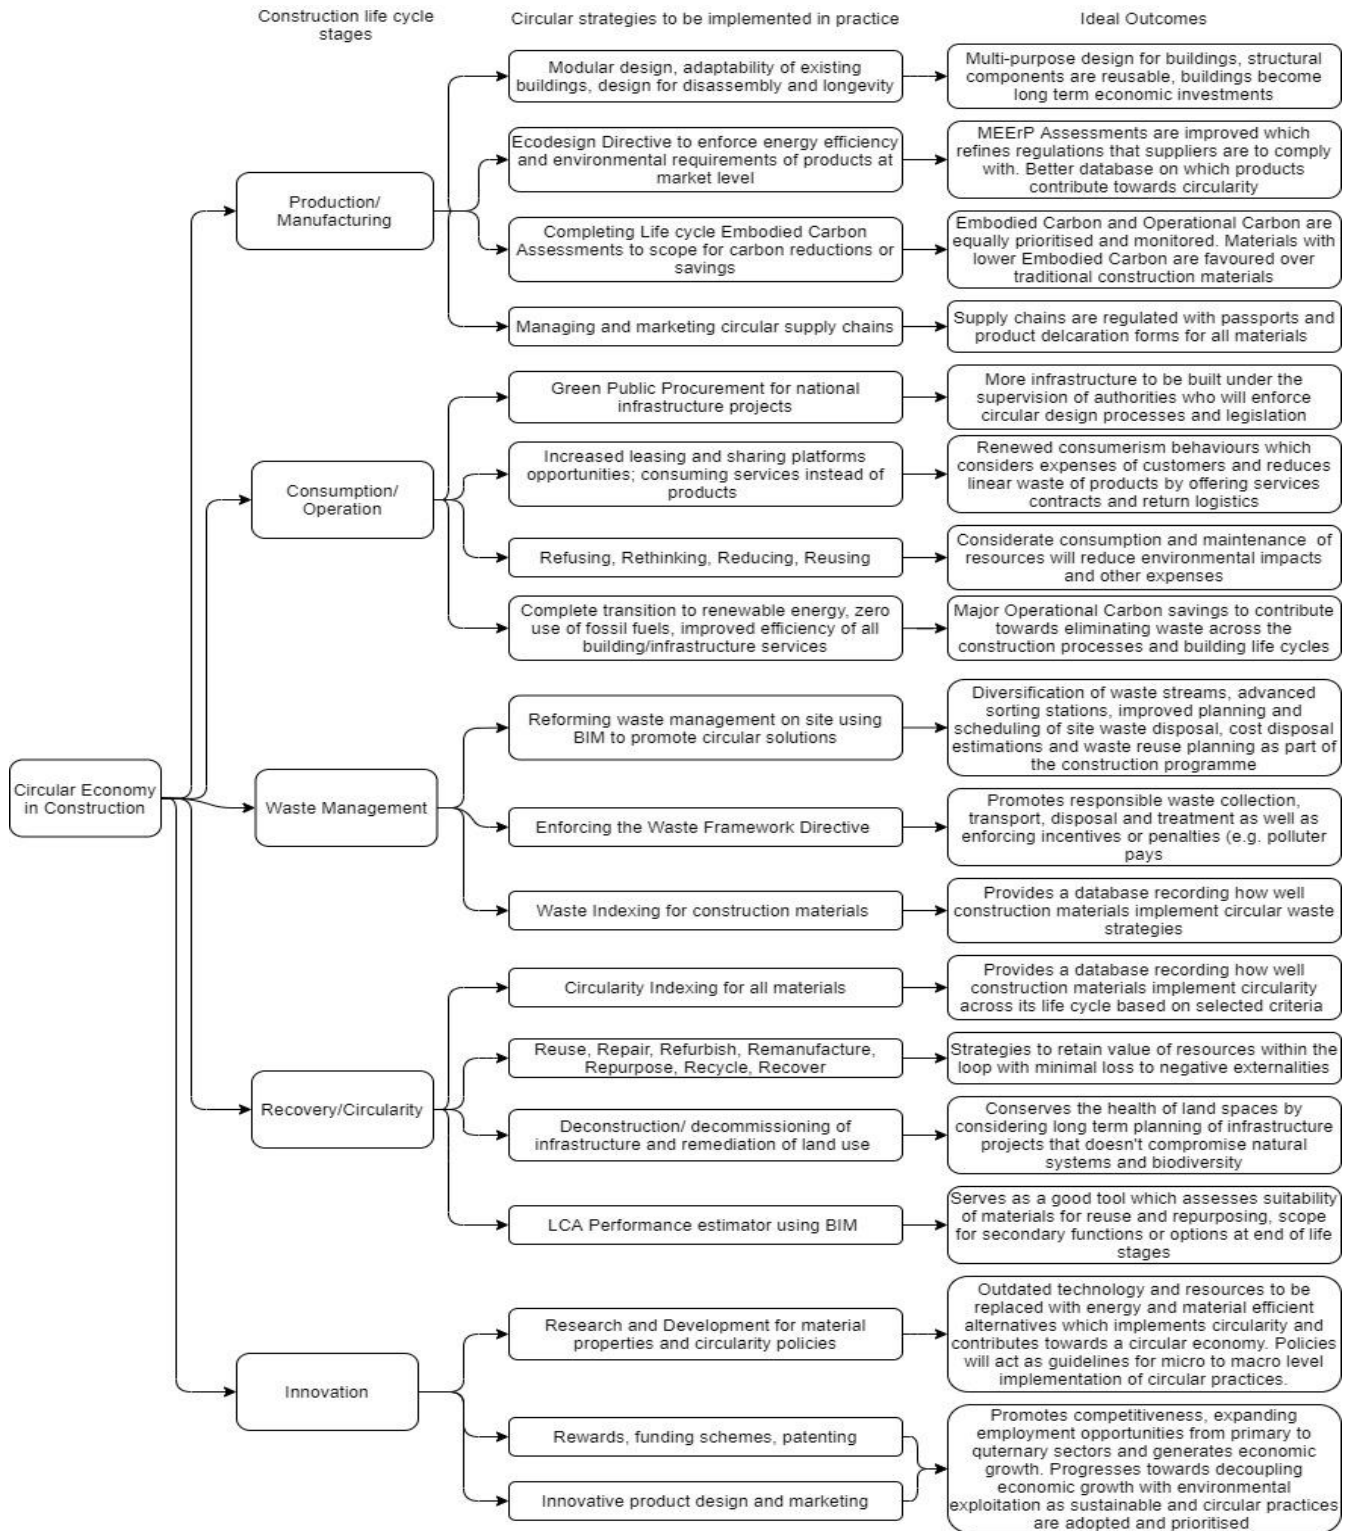 Construction life cycle
stages
Circular strategies to be implemented in practice
Ideal Outcomes
Circular Economy
in Construction
Production/
Manufacturing
Modular design, adaptability of existing
buildings, design for disassembly and longevity
Multi-purpose design for buildings, structural
components are reusable, buildings become
long term economic investments
Ecodesign Directive to enforce energy efficiency
and environmental requirements of products at
market level
MEErP Assessments are improved which
refines regulations that suppliers are to comply
with. Better database on which products
contribute towards circularity
Completing Life cycle Embodied Carbon
Assessments to scope for carbon reductions or
savings
Embodied Carbon and Operational Carbon are
equally prioritised and monitored. Materials with
lower Embodied Carbon are favoured over
traditional construction materials
Managing and marketing circular supply chains
Supply chains are regulated with passports and
product delcaration forms for all materials
Consumption/
Operation
Green Public Procurement for national
infrastructure projects
More infrastructure to be built under the
supervision of authorities who will enforce
circular design processes and legislation
Increased leasing and sharing platforms
opportunities; consuming services instead of
products
Renewed consumerism behaviours which
considers expenses of customers and reduces
linear waste of products by offering services
contracts and return logistics
Refusing, Rethinking, Reducing, Reusing
Considerate consumption and maintenance of
resources will reduce environmental impacts
and other expenses
Complete transition to renewable energy, zero
use of fossil fuels, improved efficiency of all
building/infrastructure services
Major Operational Carbon savings to contribute
towards eliminating waste across the
construction processes and building life cycles
Waste Management
Reforming waste management on site using
BIM to promote circular solutions
Diversification of waste streams, advanced
sorting stations, improved planning and
scheduling of site waste disposal, cost disposal
estimations and waste reuse planning as part of
the construction programme
Enforcing the Waste Framework Directive
Promotes responsible waste collection,
transport, disposal and treatment as well as
enforcing incentives or penalties (e.g. polluter
pays
Waste Indexing for construction materials
Provides a database recording how well
construction materials implement circular waste
strategies
Recovery/Circularity
Circularity Indexing for all materials
Provides a database recording how well
construction materials implement circularity
across its life cycle based on selected criteria
Reuse, Repair, Refurbish, Remanufacture,
Repurpose, Recycle, Recover
Strategies to retain value of resources within the
loop with minimal loss to negative externalities
Deconstruction/ decommissioning of
infrastructure and remediation of land use
Conserves the health of land spaces by
considering long term planning of infrastructure
projects that doesn't compromise natural
systems and biodiversity
LCA Performance estimator using BIM
Serves as a good tool which assesses suitability
of materials for reuse and repurposing, scope
for secondary functions or options at end of life
stages
Innovation
Research and Development for material
properties and circularity policies
Outdated technology and resources to be
replaced with energy and material efficient
alternatives which implements circularity and
contributes towards a circular economy. Policies
will act as guidelines for micro to macro level
implementation of circular practices.
Rewards, funding schemes, patenting
Innovative product design and marketing
Promotes competitiveness, expanding
employment opportunities from primary to
quternary sectors and generates economic
growth. Progresses towards decoupling
economic growth with environmental
exploitation as sustainable and circular practices
are adopted and prioritised